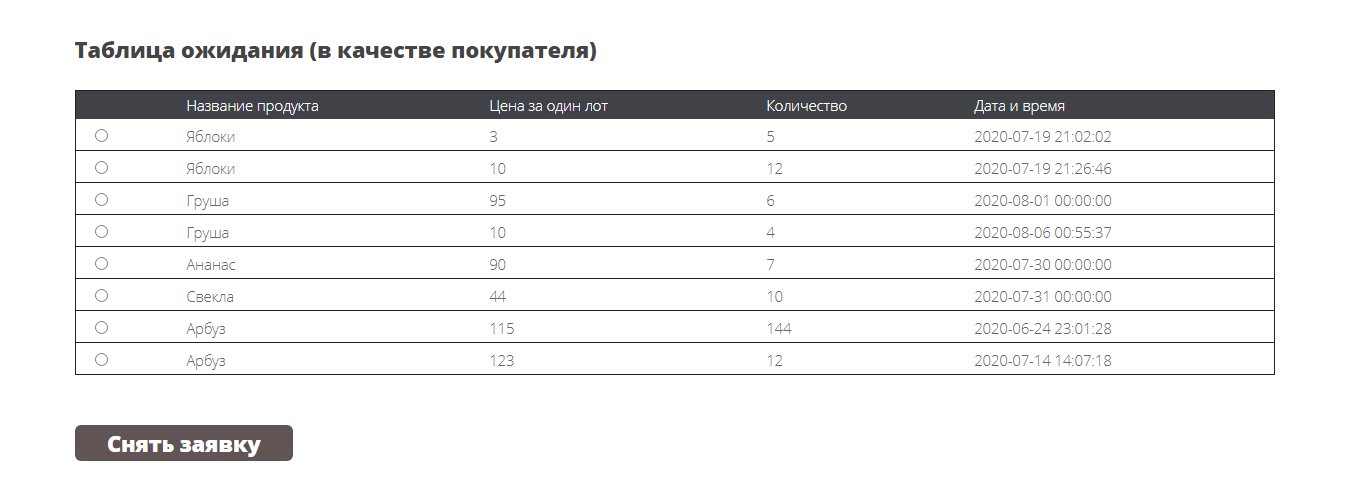 Таблица ожидания (в качестве покупателя)
Название продукта Цена за один лот Количество Дата и время
Яблоки 3 5 2020-07-19 21:02:02
Яблоки 10 12 2020-07-19 21:26:46
Груша 95 6 2020-08-01 00:00:00
Груша 10 4 2020-08-06 00:55:37
Ананас 90 7 2020-07-30 00:00:00
Свекла 44 10 2020-07-31 00:00:00
Арбуз 115 144 2020-06-24 23:01:28
Арбуз 123 12 2020-07-14 14:07:18
Снять заявку